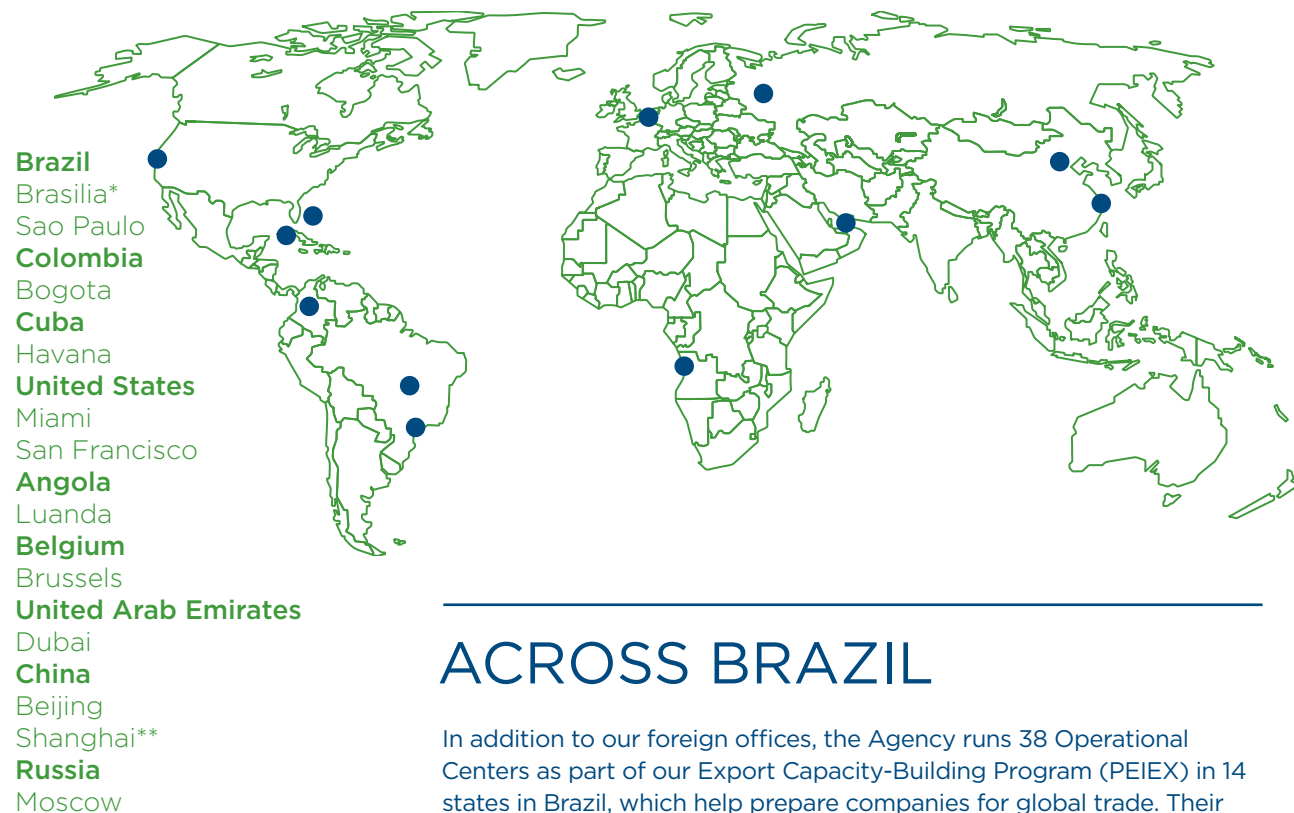 Brazil
Brasilia*
Sao Paulo
Colombia
Bogota
Cuba
Havana
United States
Miami
San Francisco
Angola
Luanda
Belgium
Brussels
United Arab Emirates
Dubai
China
Beijing
Shanghai**
Russia
Moscow
ACROSS BRAZIL
In addition to our foreign offices, the Agency runs 38 Operational
Centers as part of our Export Capacity-Building Program (PEIEX) in 14
states in Brazil, which help prepare companies for global trade. Their